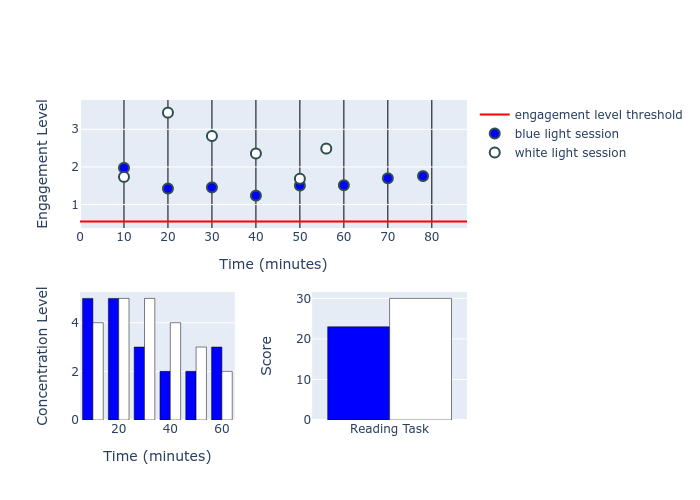 Engagement Level
3
2
1
0 10 20 30 40 50 60 70 80
Time (minutes)
engagement level threshold
blue light session
white light session
Concentration Level
4
2
0
20 40 60
Time (minutes)
Score
30
20
10
0
Reading Task